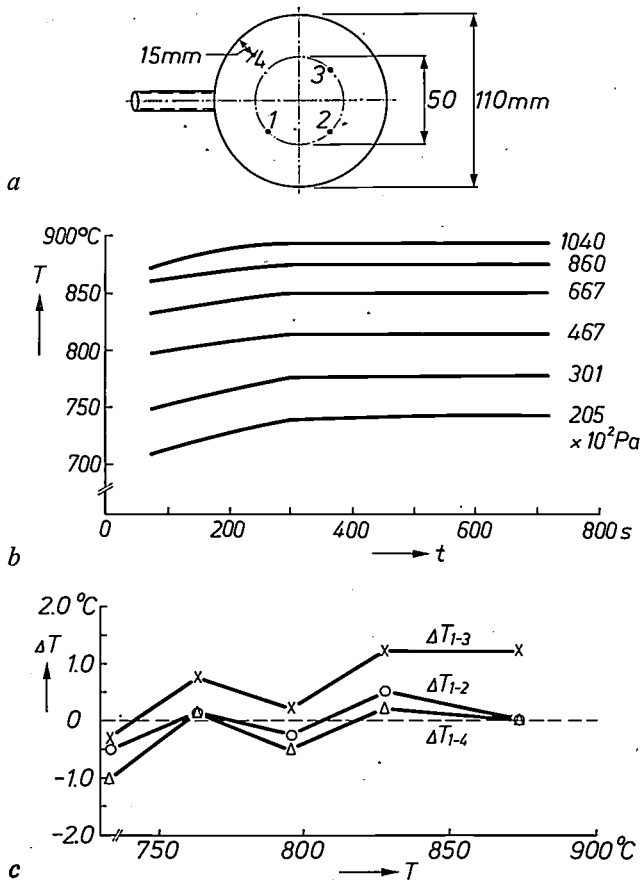 15mm
4
3
1
2
50
110mm
a
900°C
T
850
800
750
700
1040
860
667
467
301
205
×10²Pa
0
200
400
600
800 s
t
b
2.0 °C
ΔT
1.0
0
-1.0
-2.0
ΔT₁₋₃
ΔT₁₋₂
ΔT₁₋₄
750
800
850
900°C
T
c